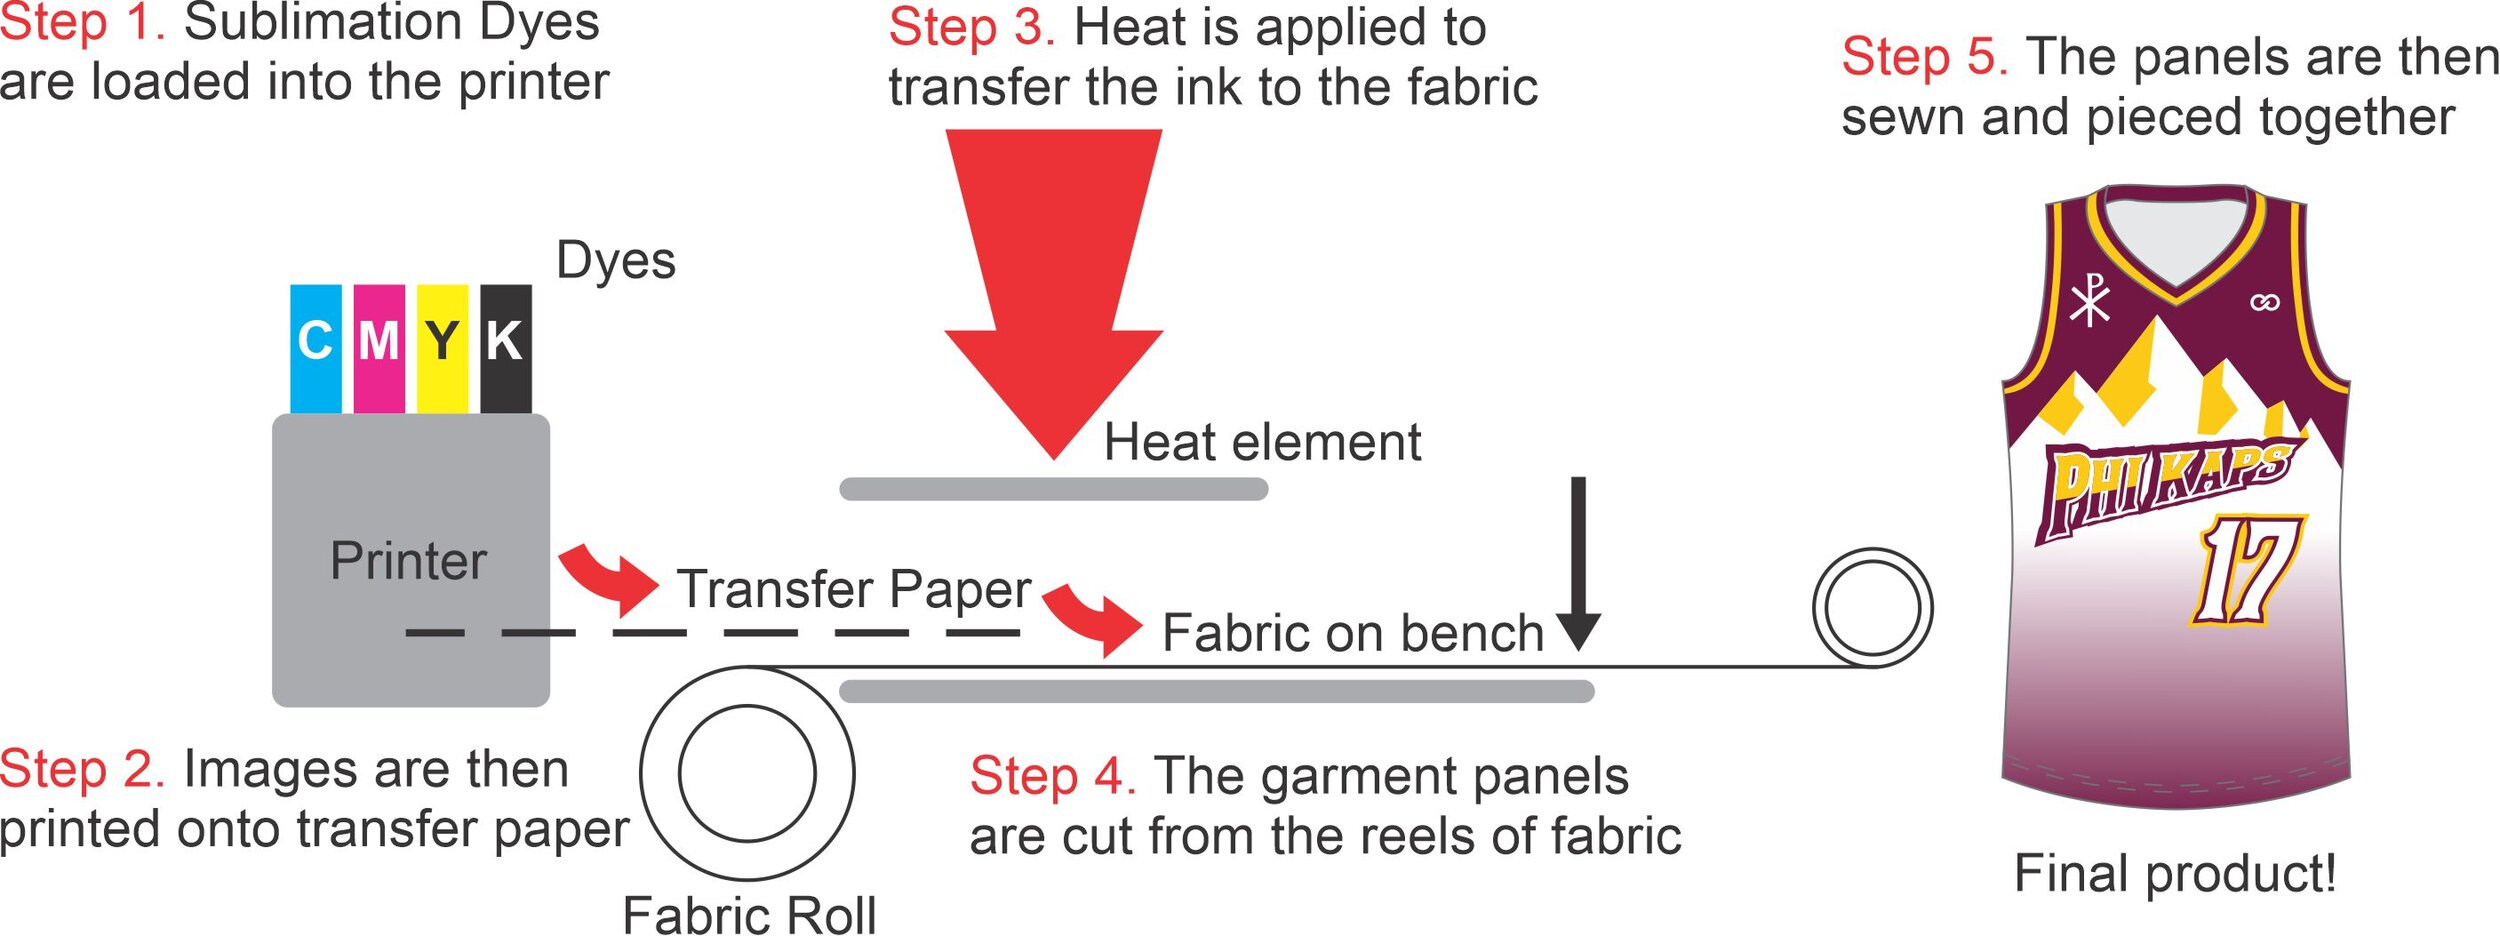 Step 1. Sublimation Dyes
are loaded into the printer
Step 3. Heat is applied to
transfer the ink to the fabric
Step 5. The panels are then
sewn and pieced together
Dyes
C M Y K
Heat element
Printer
Transfer Paper
Fabric on bench
PHI KAPS
17
Step 2. Images are then
printed onto transfer paper
Step 4. The garment panels
are cut from the reels of fabric
Fabric Roll
Final product!